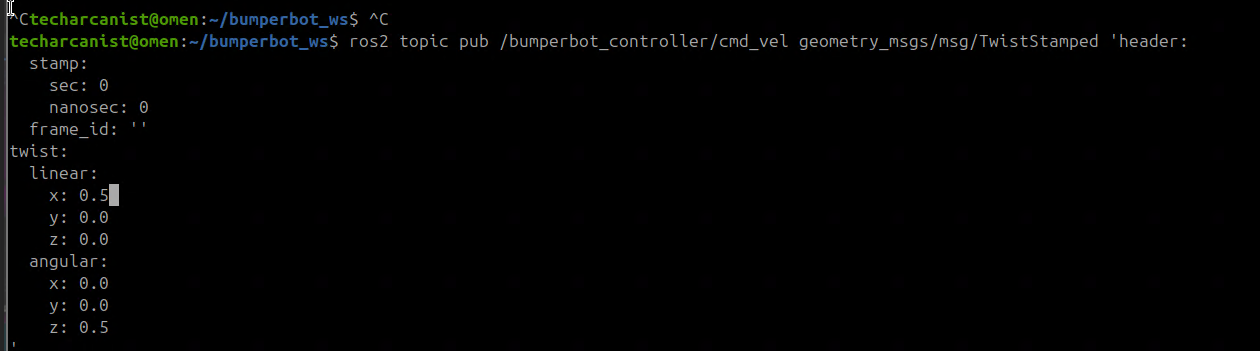 ^Ctecharcanist@omen:~/bumperbot_ws$ ^C
techarcanist@omen:~/bumperbot_ws$ ros2 topic pub /bumperbot_controller/cmd_vel geometry_msgs/msg/TwistStamped 'header:
  stamp:
    sec: 0
    nanosec: 0
  frame_id: ''
twist:
  linear:
    x: 0.5
    y: 0.0
    z: 0.0
  angular:
    x: 0.0
    y: 0.0
    z: 0.5
'